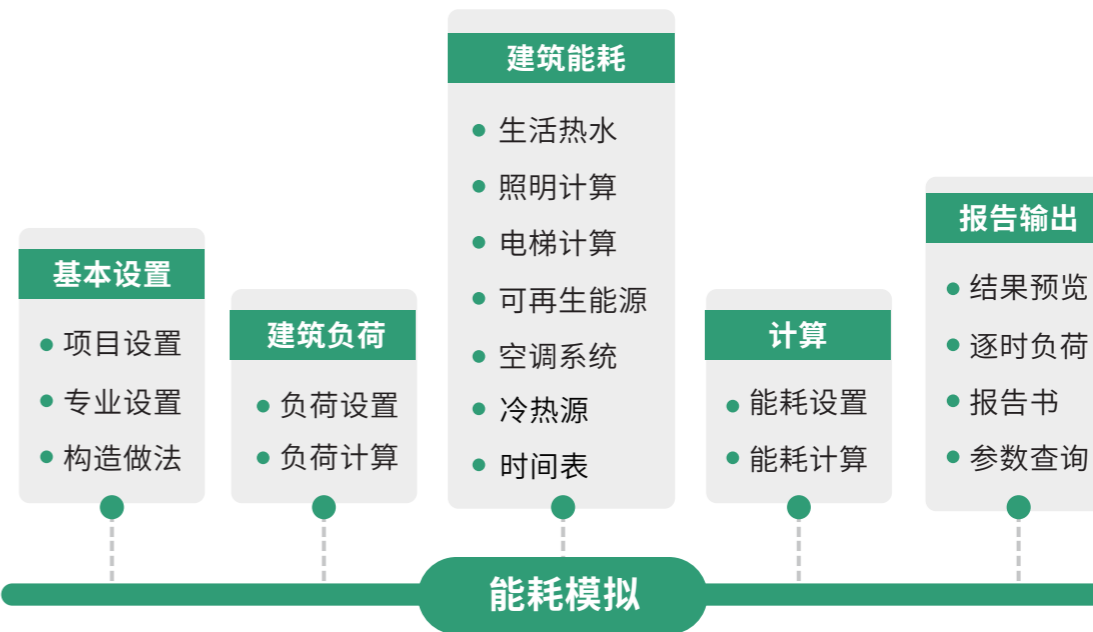 基本设置
项目设置
专业设置
构造做法
建筑负荷
负荷设置
负荷计算
建筑能耗
生活热水
照明计算
电梯计算
可再生能源
空调系统
冷热源
时间表
计算
能耗设置
能耗计算
报告输出
结果预览
逐时负荷
报告书
参数查询
能耗模拟